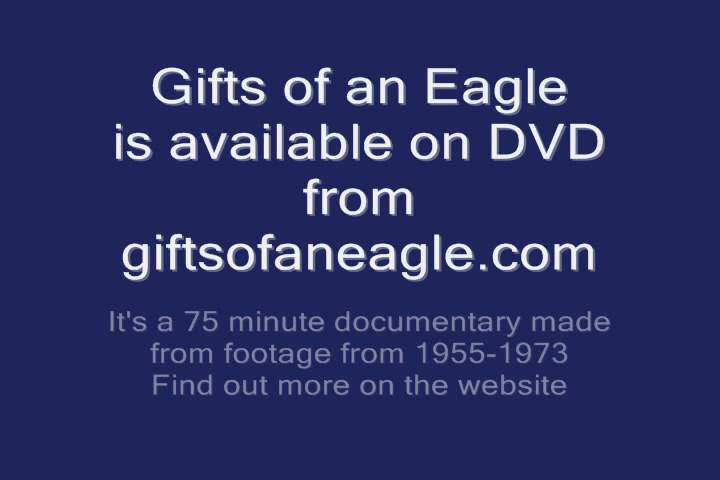 Gifts of an Eagle
is available on DVD
from
giftsofaneagle.com
It's a 75 minute documentary made
from footage from 1955-1973
Find out more on the website